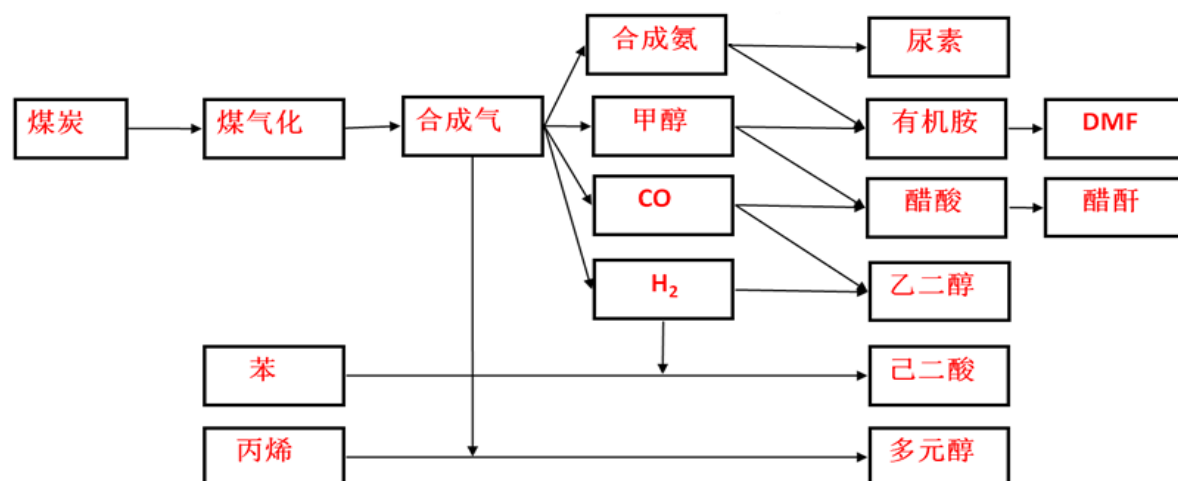 合成氨
尿素
煤炭
煤气化
合成气
甲醇
有机胺
DMF
CO
醋酸
醋酐
H₂
乙二醇
苯
己二酸
丙烯
多元醇